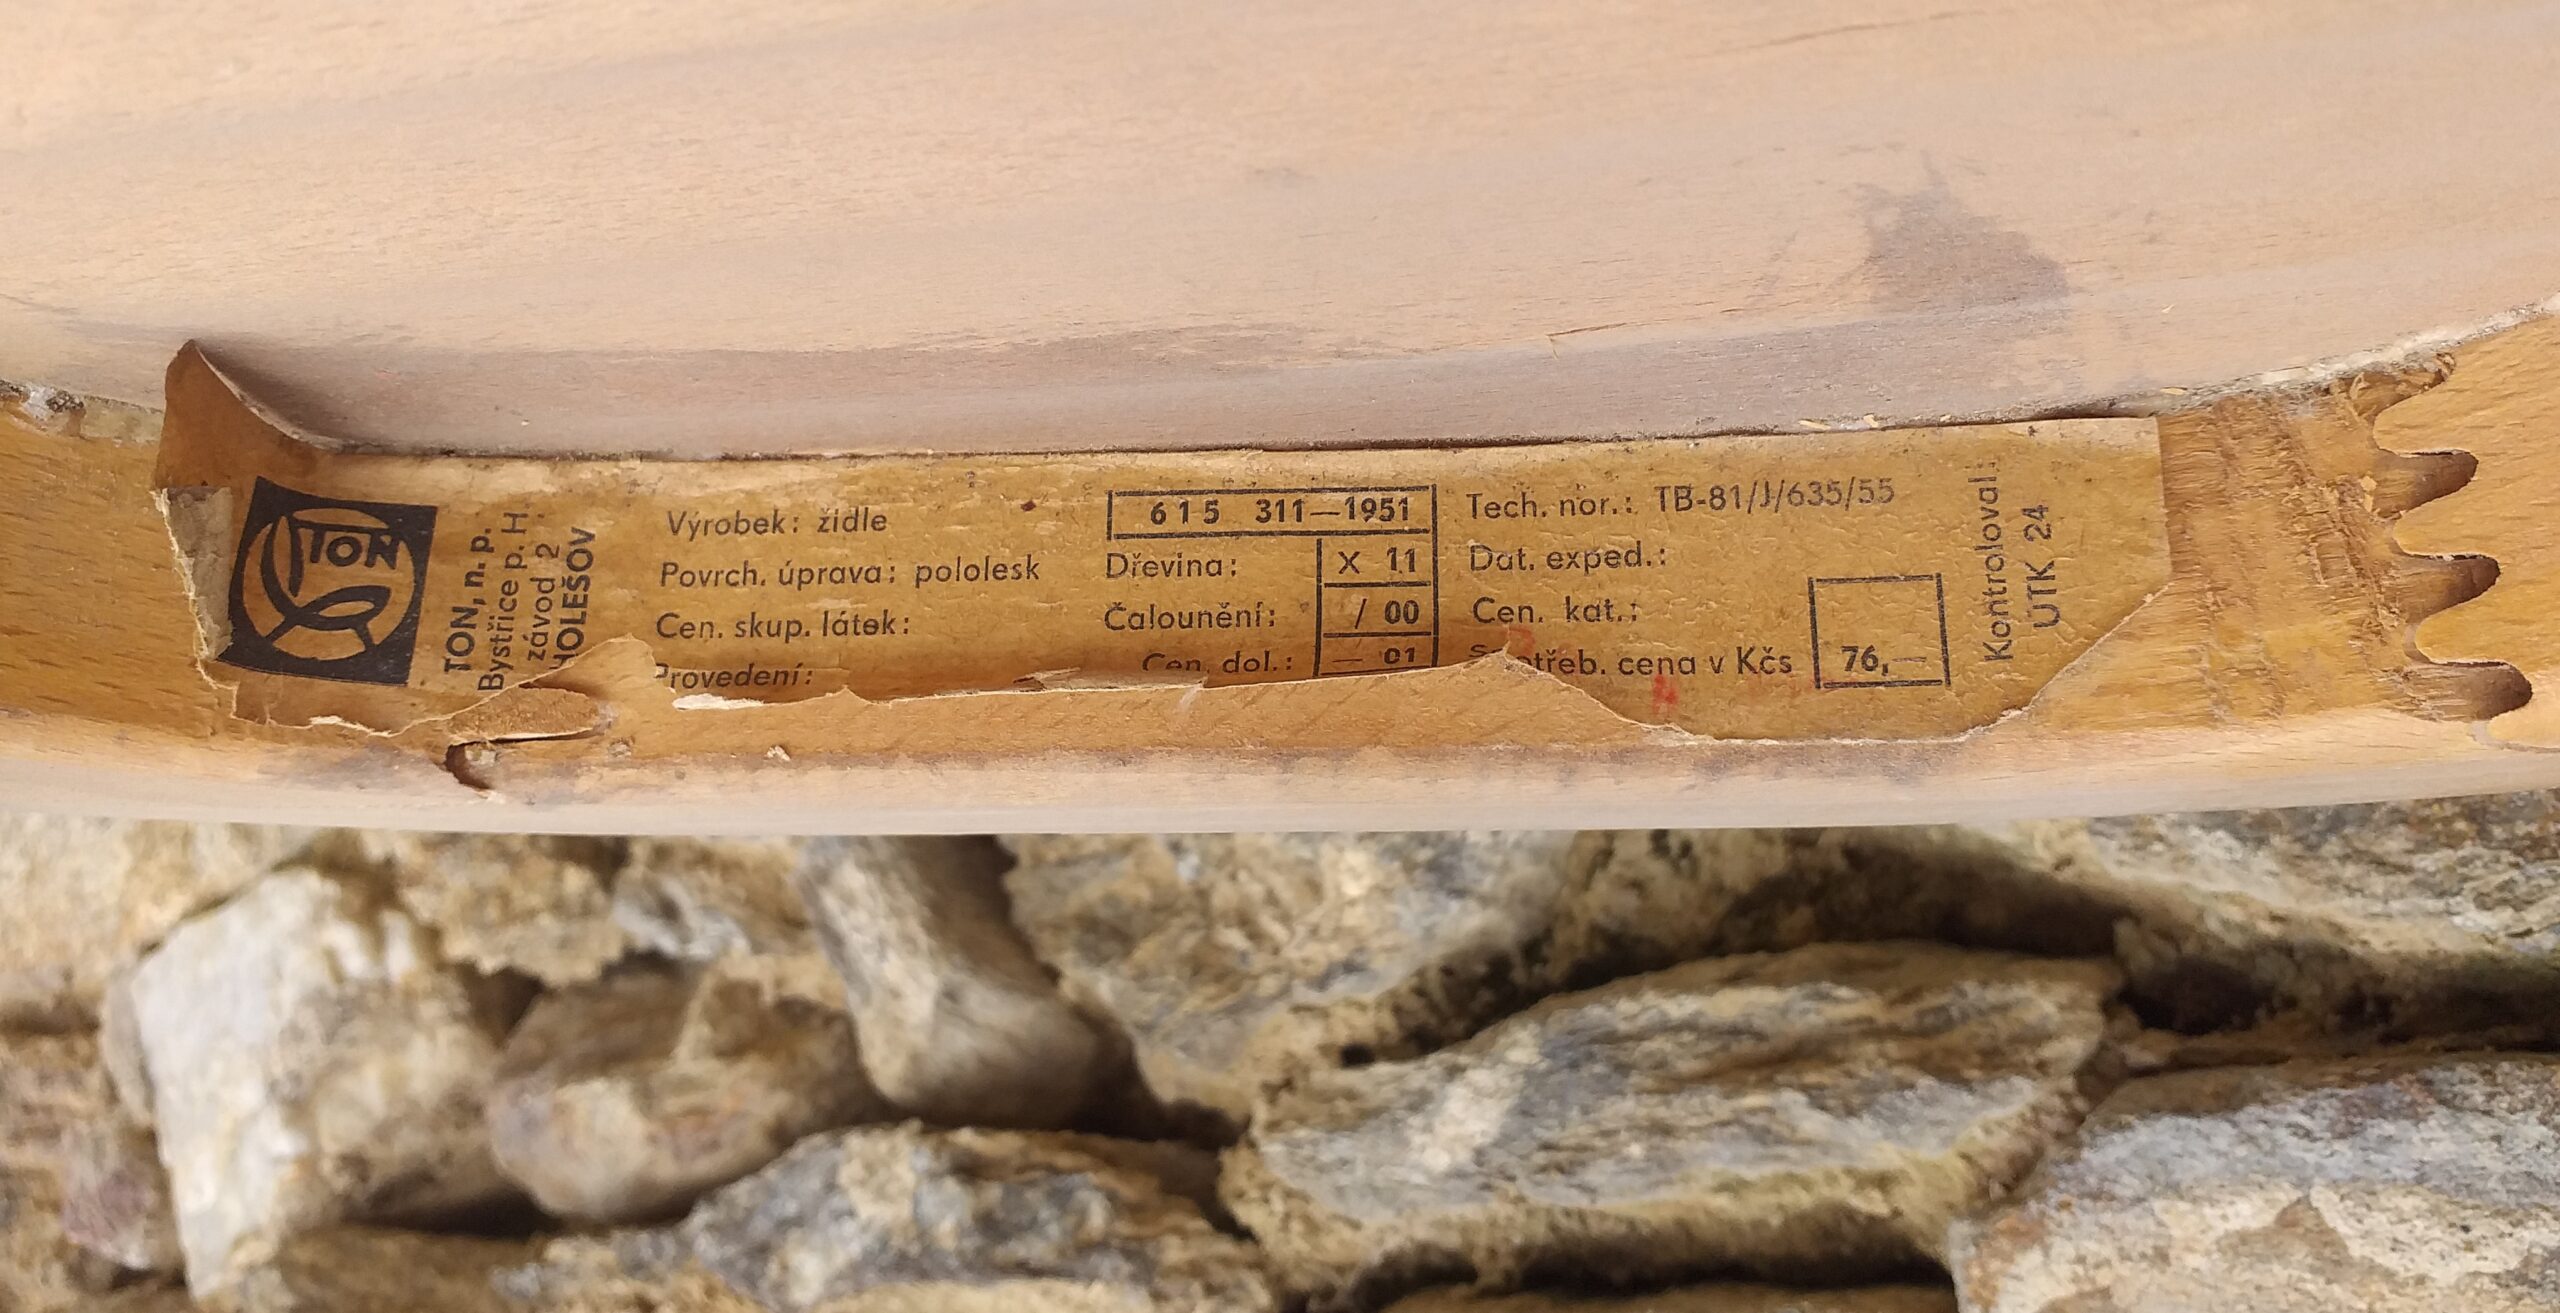 TON
TON, n. p.
Bystřice p. H.
závod 2
HOLEŠOV
Výrobek: židle
Povrch. úprava: pololesk
Cen. skup. látek:
Provedení:
615 311—1951
Dřevina: X 11
Čalounění: / 00
Cen. dol.: — 01
Tech. nor.: TB-81/J/635/55
Dat. exped.:
Cen. kat.:
Spotřeb. cena v Kčs 76,—
Kontroloval:
ÚTK 24